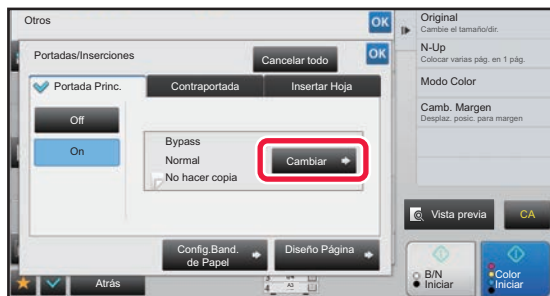 Otros
OK
Portadas/Inserciones
Cancelar todo
OK
Portada Princ.
Contraportada
Insertar Hoja
Off
On
Bypass
Normal
No hacer copia
Cambiar
Config.Band.
de Papel
Diseño Página
Atrás
Original
Cambie el tamaño/dir.
N-Up
Colocar varias pág. en 1 pág.
Modo Color
Camb. Margen
Desplaz. posic. para margen
Vista previa
CA
B/N
Iniciar
Color
Iniciar